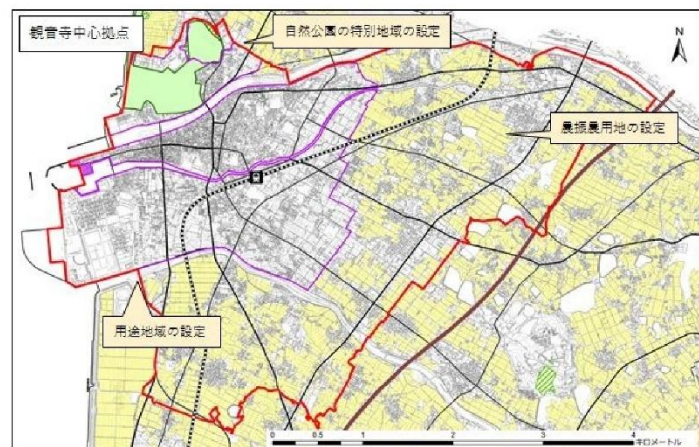 観音寺中心拠点
自然公園の特別地域の設定
N
農振農用地の設定
用途地域の設定
0 0.5 1 2 3 4
キロメートル